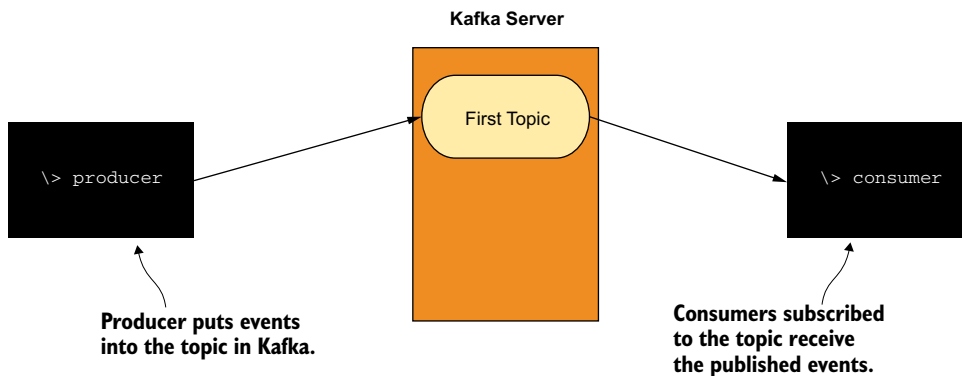 Kafka Server
First Topic
\> producer
\> consumer
Producer puts events
into the topic in Kafka.
Consumers subscribed
to the topic receive
the published events.